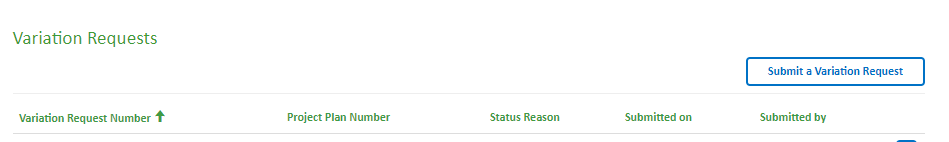 Variation Requests
Submit a Variation Request
Variation Request Number Project Plan Number Status Reason Submitted on Submitted by